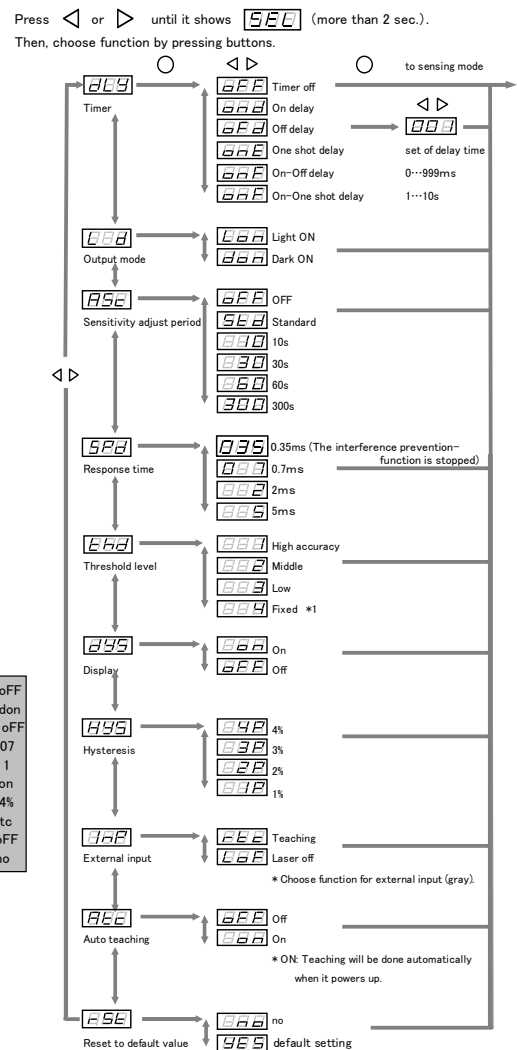 Press ◁ or ▷ until it shows SEL (more than 2 sec.).
Then, choose function by pressing buttons.
○ ◁ ▷ ○ to sensing mode
dLY oFF Timer off
Timer ond On delay ◁ ▷
oFd Off delay 001
onE One shot delay set of delay time
onF On-Off delay 0…999ms
onF On-One shot delay 1…10s
L d Lon Light ON
Output mode don Dark ON
ASt oFF OFF
Sensitivity adjust period Std Standard
10 10s
30 30s
◁ ▷
60 60s
300 300s
SPd 035 0.35ms (The interference prevention-
function is stopped)
Response time 0 7 0.7ms
2 2ms
5 5ms
thd 1 High accuracy
Threshold level 2 Middle
3 Low
4 Fixed *1
dYS on On
Display oFF Off
HYS 4P 4%
Hysteresis 3P 3%
2P 2%
1P 1%
InP rtc Teaching
External input LoF Laser off
* Choose function for external input (gray).
Atc oFF Off
Auto teaching on On
* ON: Teaching will be done automatically
when it powers up.
rSt no no
Reset to default value YES default setting
oFF
don
oFF
07
1
on
4%
tc
oFF
no